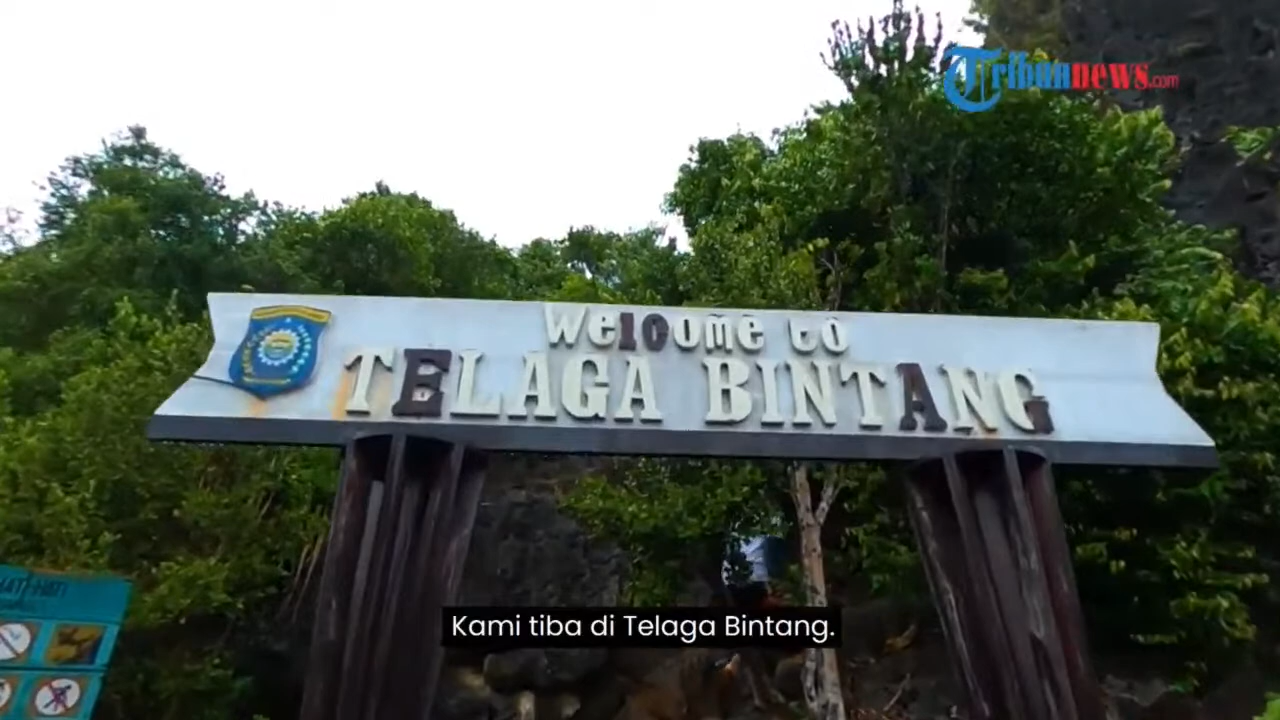 Tribunnews.com
Welcome to
TELAGA BINTANG
Kami tiba di Telaga Bintang.